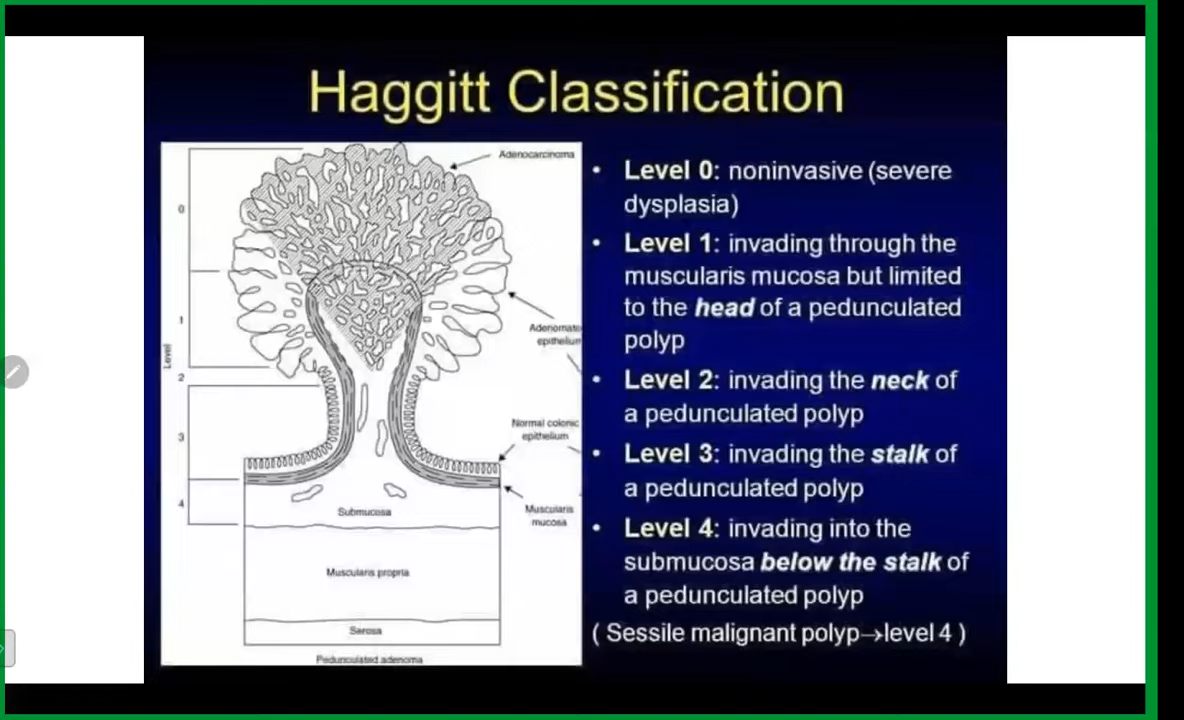 Haggitt Classification
Adenocarcinoma
0
1
Level
2
3
4
Adenomato
epithelium
Normal colonic
epithelium
Muscularis
mucosa
Submucosa
Muscularis propria
Serosa
Pedunculated adenoma
• Level 0: noninvasive (severe
dysplasia)
• Level 1: invading through the
muscularis mucosa but limited
to the head of a pedunculated
polyp
• Level 2: invading the neck of
a pedunculated polyp
• Level 3: invading the stalk of
a pedunculated polyp
• Level 4: invading into the
submucosa below the stalk of
a pedunculated polyp
( Sessile malignant polyp→level 4 )